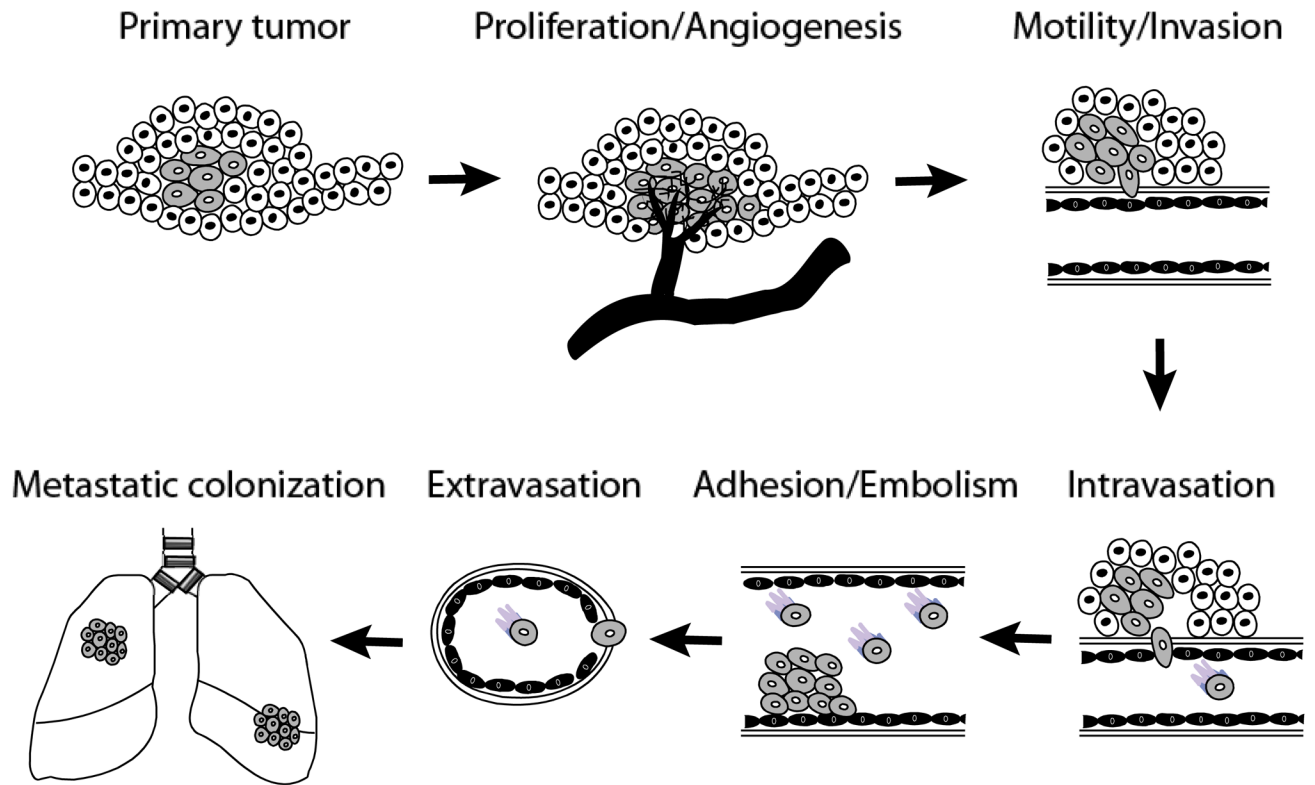 Primary tumor
Proliferation/Angiogenesis
Motility/Invasion
Metastatic colonization
Extravasation
Adhesion/Embolism
Intravasation